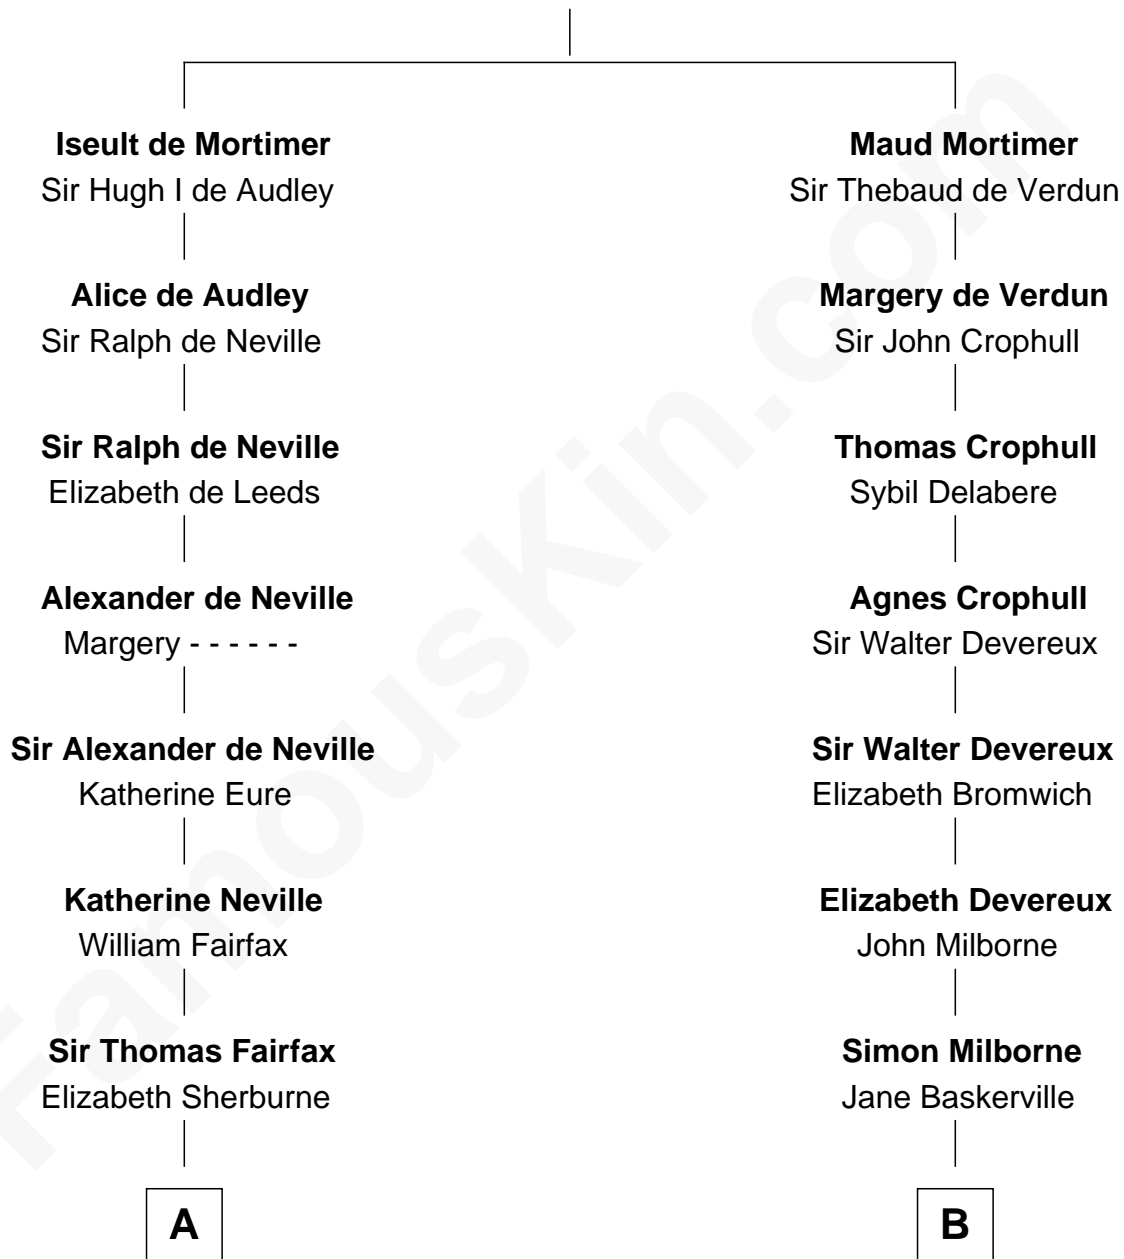 Iseult de Mortimer
Sir Hugh I de Audley
Alice de Audley
Sir Ralph de Neville
Sir Ralph de Neville
Elizabeth de Leeds
Alexander de Neville
Margery - - - - - -
Sir Alexander de Neville
Katherine Eure
Katherine Neville
William Fairfax
Sir Thomas Fairfax
Elizabeth Sherburne
A
Maud Mortimer
Sir Thebaud de Verdun
Margery de Verdun
Sir John Crophull
Thomas Crophull
Sybil Delabere
Agnes Crophull
Sir Walter Devereux
Sir Walter Devereux
Elizabeth Bromwich
Elizabeth Devereux
John Milborne
Simon Milborne
Jane Baskerville
B
FamousKin.com